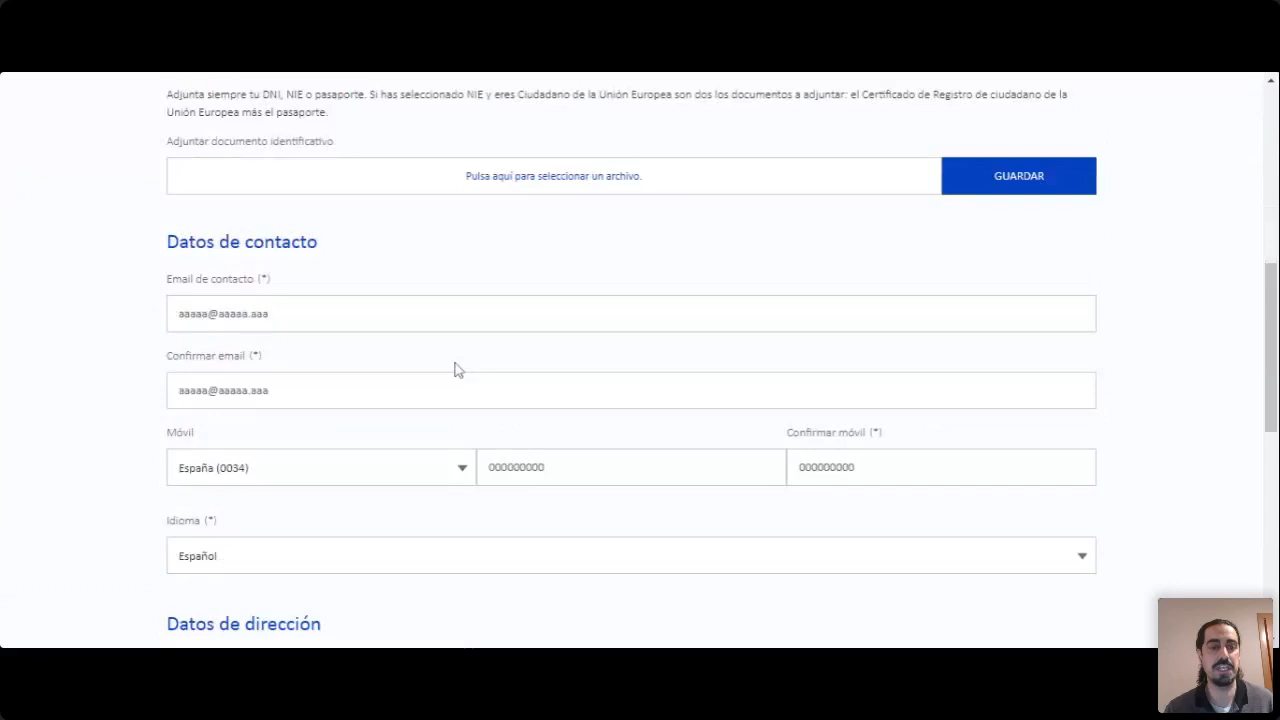 Adjunta siempre tu DNI, NIE o pasaporte. Si has seleccionado NIE y eres Ciudadano de la Unión Europea son dos los documentos a adjuntar: el Certificado de Registro de ciudadano de la
Unión Europea más el pasaporte.
Adjuntar documento identificativo
Pulsa aquí para seleccionar un archivo.
GUARDAR
Datos de contacto
Email de contacto (*)
aaaaa@aaaaa.aaa
Confirmar email (*)
aaaaa@aaaaa.aaa
Móvil
Confirmar móvil (*)
España (0034)
000000000
000000000
Idioma (*)
Español
Datos de dirección